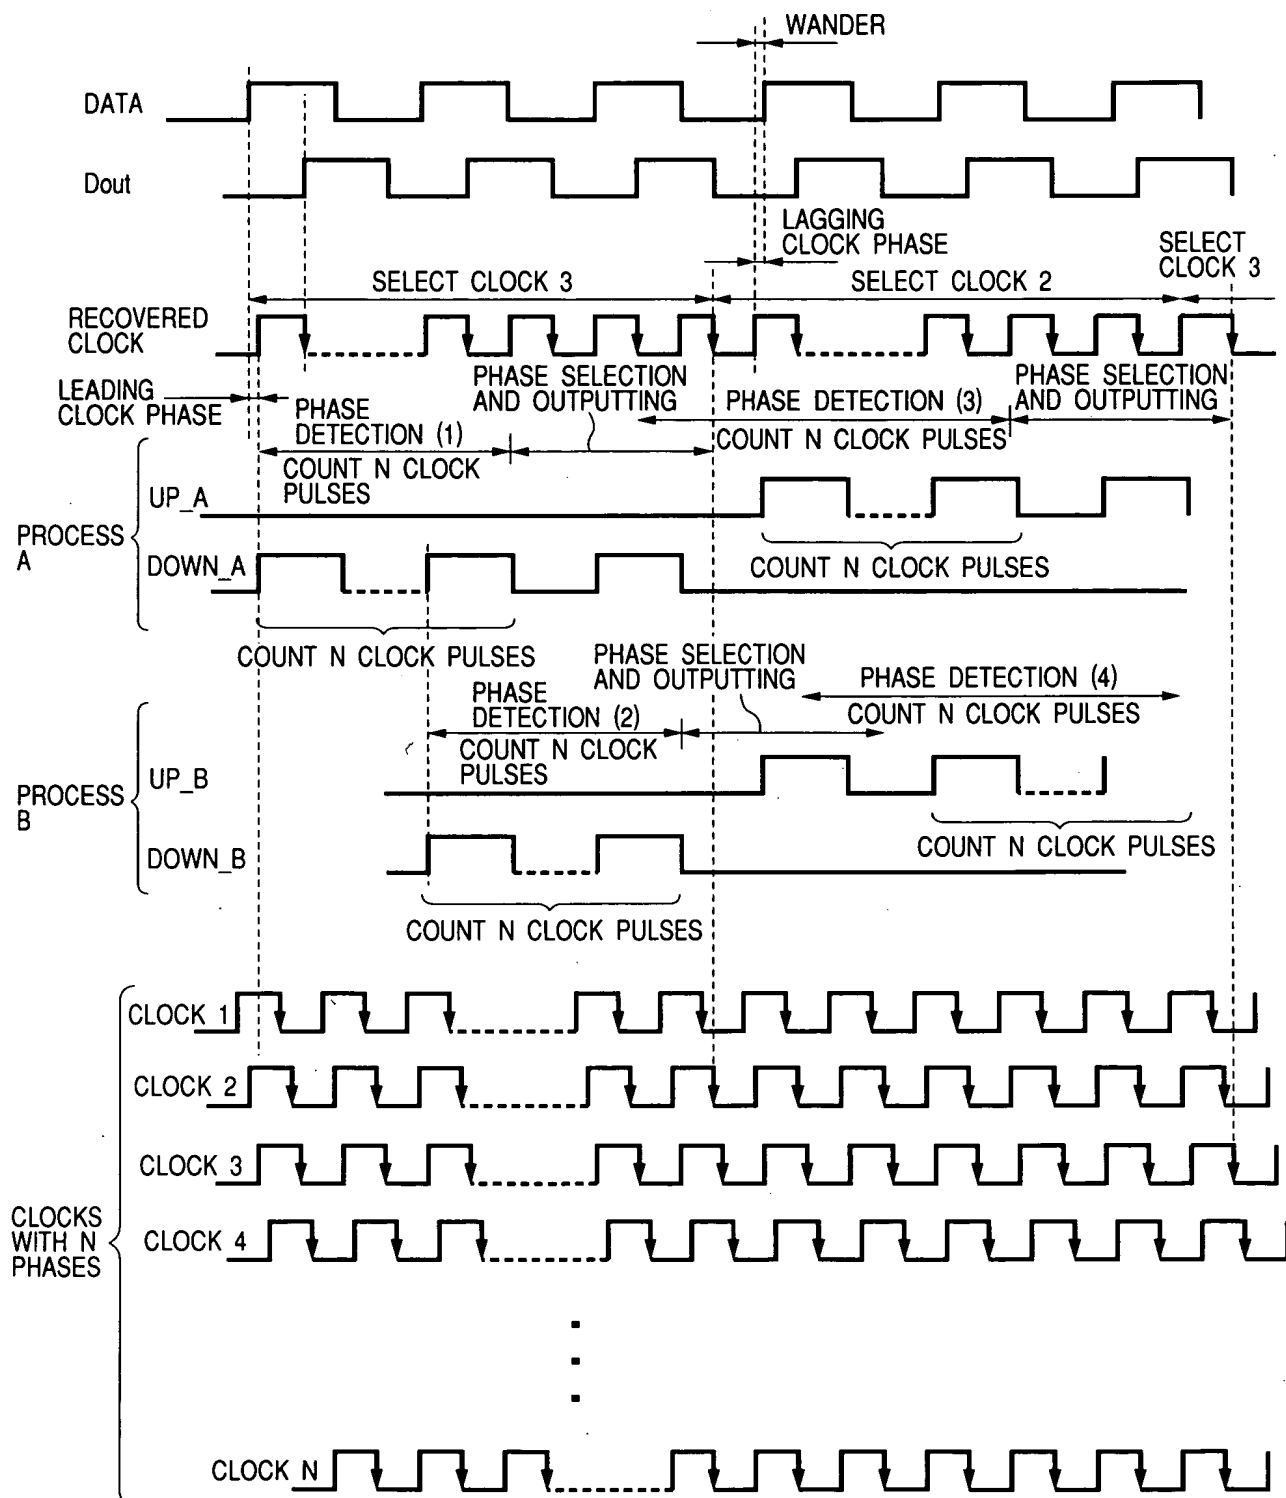 WANDER
DATA
Dout
LAGGING
CLOCK PHASE
SELECT
CLOCK 3
SELECT CLOCK 3
SELECT CLOCK 2
RECOVERED
CLOCK
LEADING
CLOCK PHASE
PHASE SELECTION
AND OUTPUTTING
PHASE DETECTION (3)
COUNT N CLOCK PULSES
PHASE SELECTION
AND OUTPUTTING
PHASE
DETECTION (1)
COUNT N CLOCK
PULSES
PROCESS
A
UP_A
DOWN_A
COUNT N CLOCK PULSES
COUNT N CLOCK PULSES
PHASE SELECTION
AND OUTPUTTING
PHASE
DETECTION (2)
COUNT N CLOCK
PULSES
PHASE DETECTION (4)
COUNT N CLOCK PULSES
PROCESS
B
UP_B
DOWN_B
COUNT N CLOCK PULSES
COUNT N CLOCK PULSES
CLOCKS
WITH N
PHASES
CLOCK 1
CLOCK 2
CLOCK 3
CLOCK 4
CLOCK N